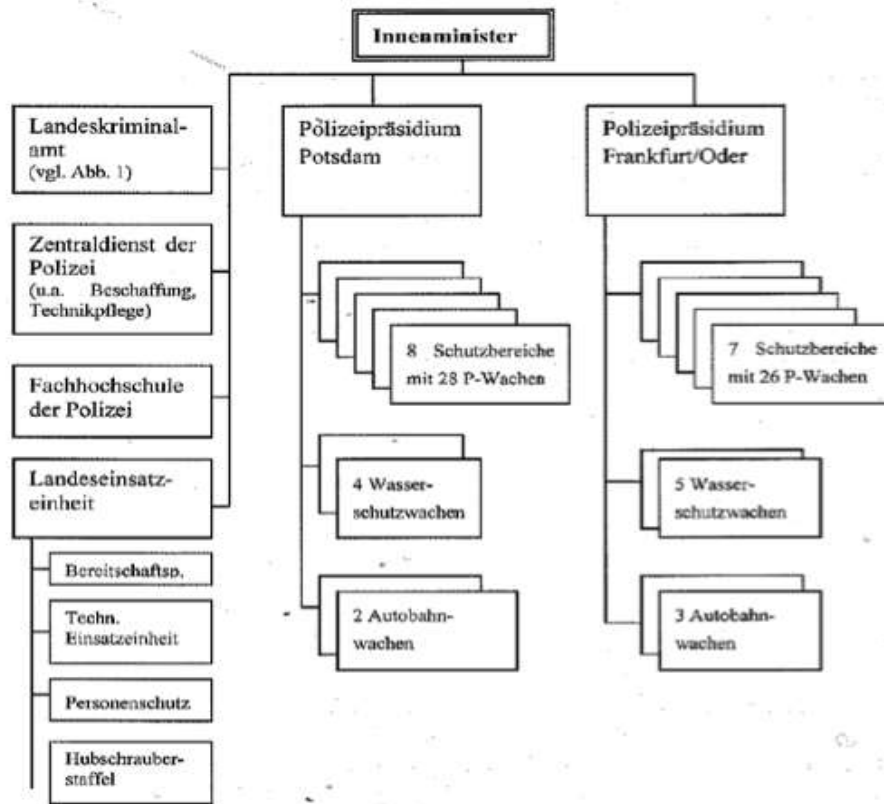 Innenminister
Landeskriminal-
amt
(vgl. Abb. 1)
Zentraldienst der
Polizei
(u.a. Beschaffung,
Technikpflege)
Fachhochschule
der Polizei
Landeseinsatz-
einheit
Bereitschaftsp.
Techn.
Einsatzeinheit
Personenschutz
Hubschrauber-
staffel
Polizeipräsidium
Potsdam
8 Schutzbereiche
mit 28 P-Wachen
4 Wasser-
schutzwachen
2 Autobahn-
wachen
Polizeipräsidium
Frankfurt/Oder
7 Schutzbereiche
mit 26 P-Wachen
5 Wasser-
schutzwachen
3 Autobahn-
wachen